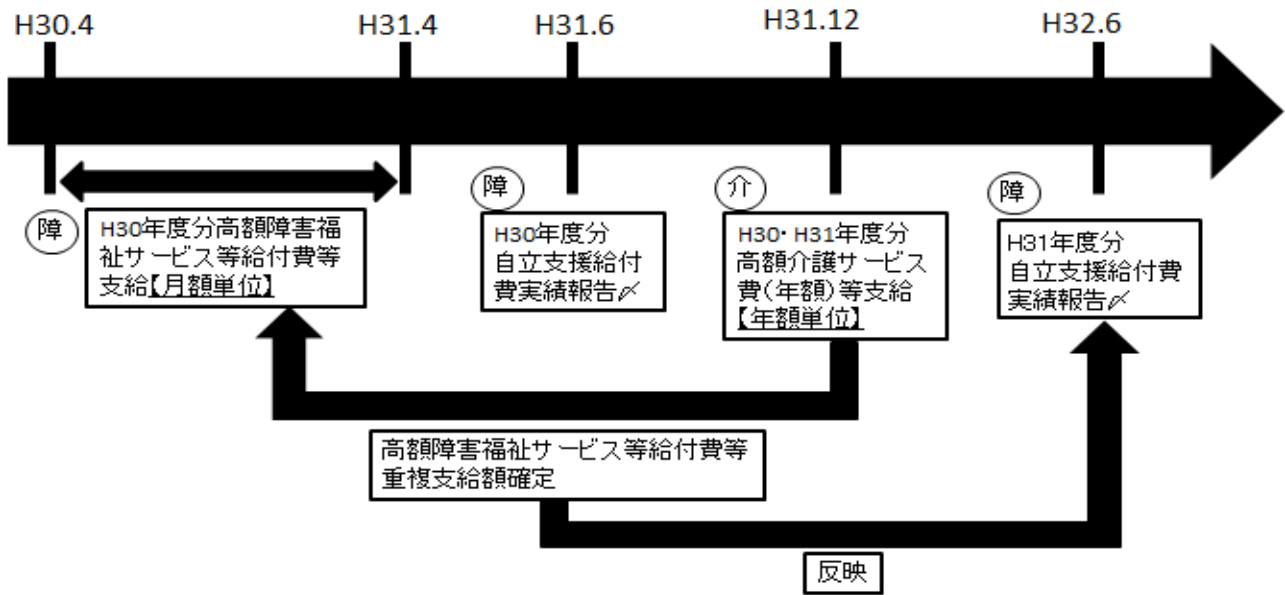 H30.4
H31.4
H31.6
H31.12
H32.6
障
H30年度分高額障害福
祉サービス等給付費等
支給【月額単位】
障
H30年度分
自立支援給付
費実績報告〆
介
H30・H31年度分
高額介護サービス
費(年額)等支給
【年額単位】
障
H31年度分
自立支援給付費
実績報告〆
高額障害福祉サービス等給付費等
重複支給額確定
反映